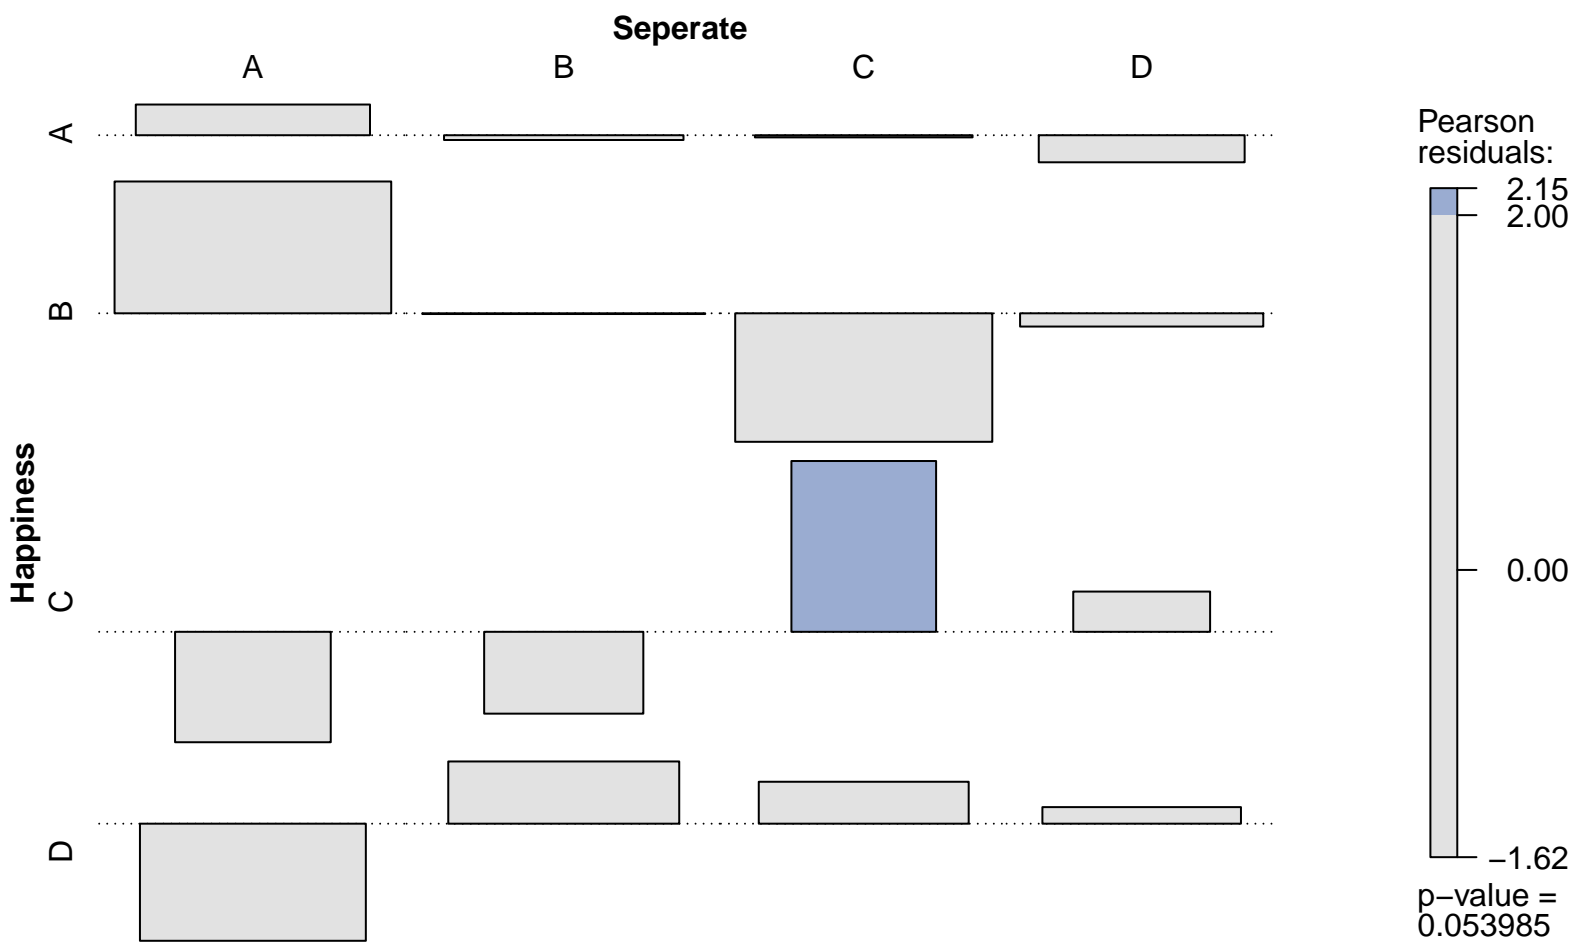 Seperate
A
B
C
D
A
B
C
D
Happiness
Pearson
residuals:
2.15
2.00
0.00
−1.62
p−value =
0.053985